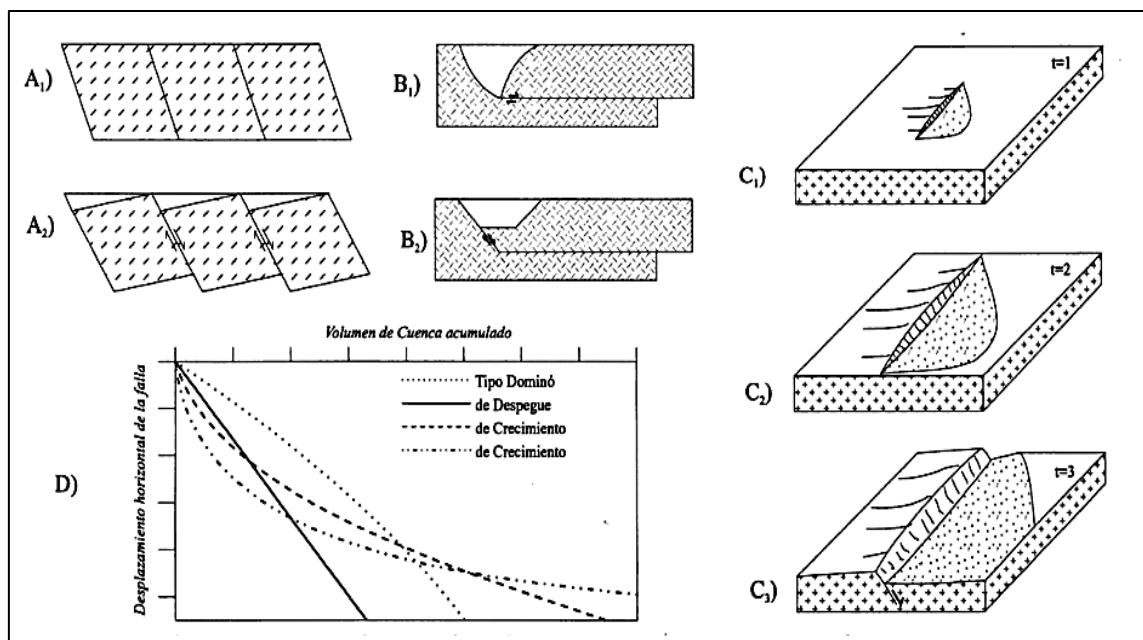 A₁)
B₁)
t=1
C₁)
A₂)
B₂)
t=2
C₂)
Volumen de Cuenca acumulado
Desplazamiento horizontal de la falla
Tipo Dominó
de Despegue
de Crecimiento
de Crecimiento
D)
t=3
C₃)